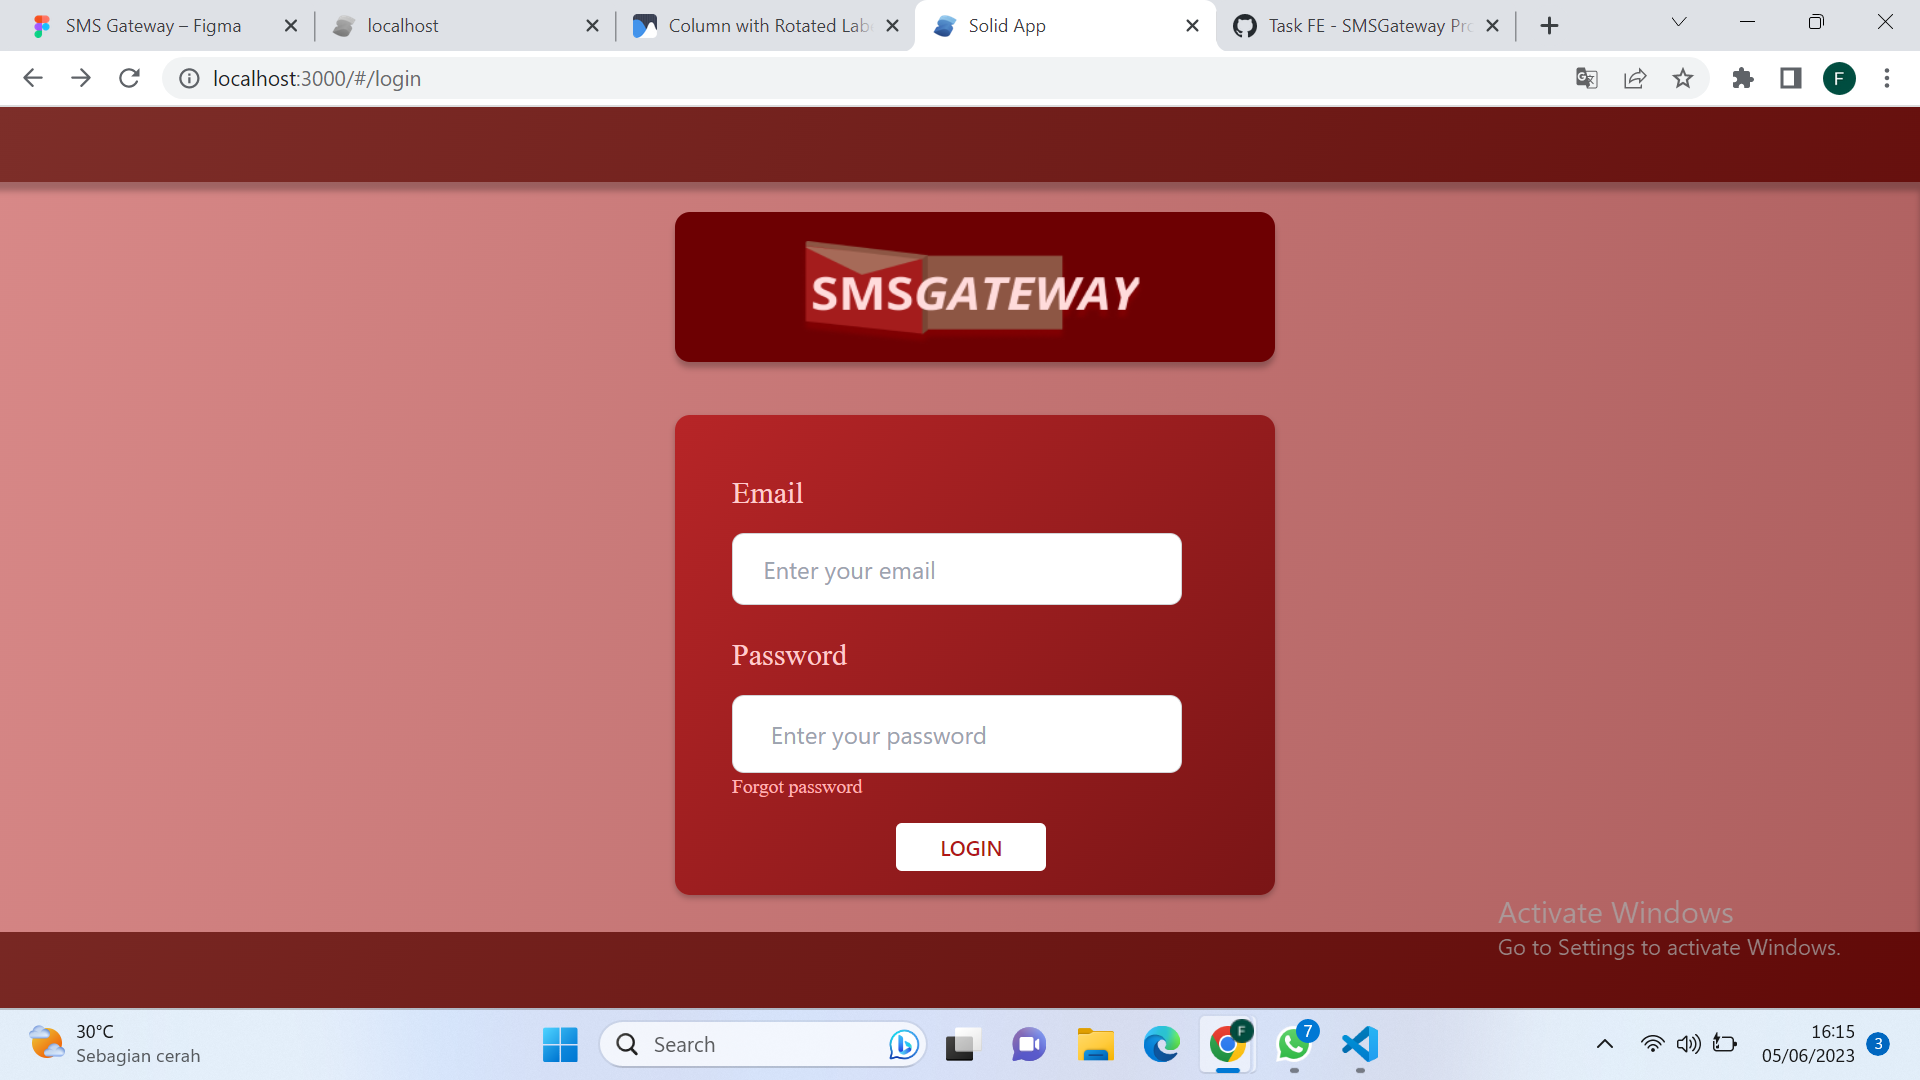 SMS Gateway – Figma
localhost
Column with Rotated Lab
Solid App
Task FE - SMSGateway Pro
localhost:3000/#/login
F
SMSGATEWAY
Email
Enter your email
Password
Enter your password
Forgot password
LOGIN
Activate Windows
Go to Settings to activate Windows.
30°C
Sebagian cerah
Search
F
7
16:15
05/06/2023
3